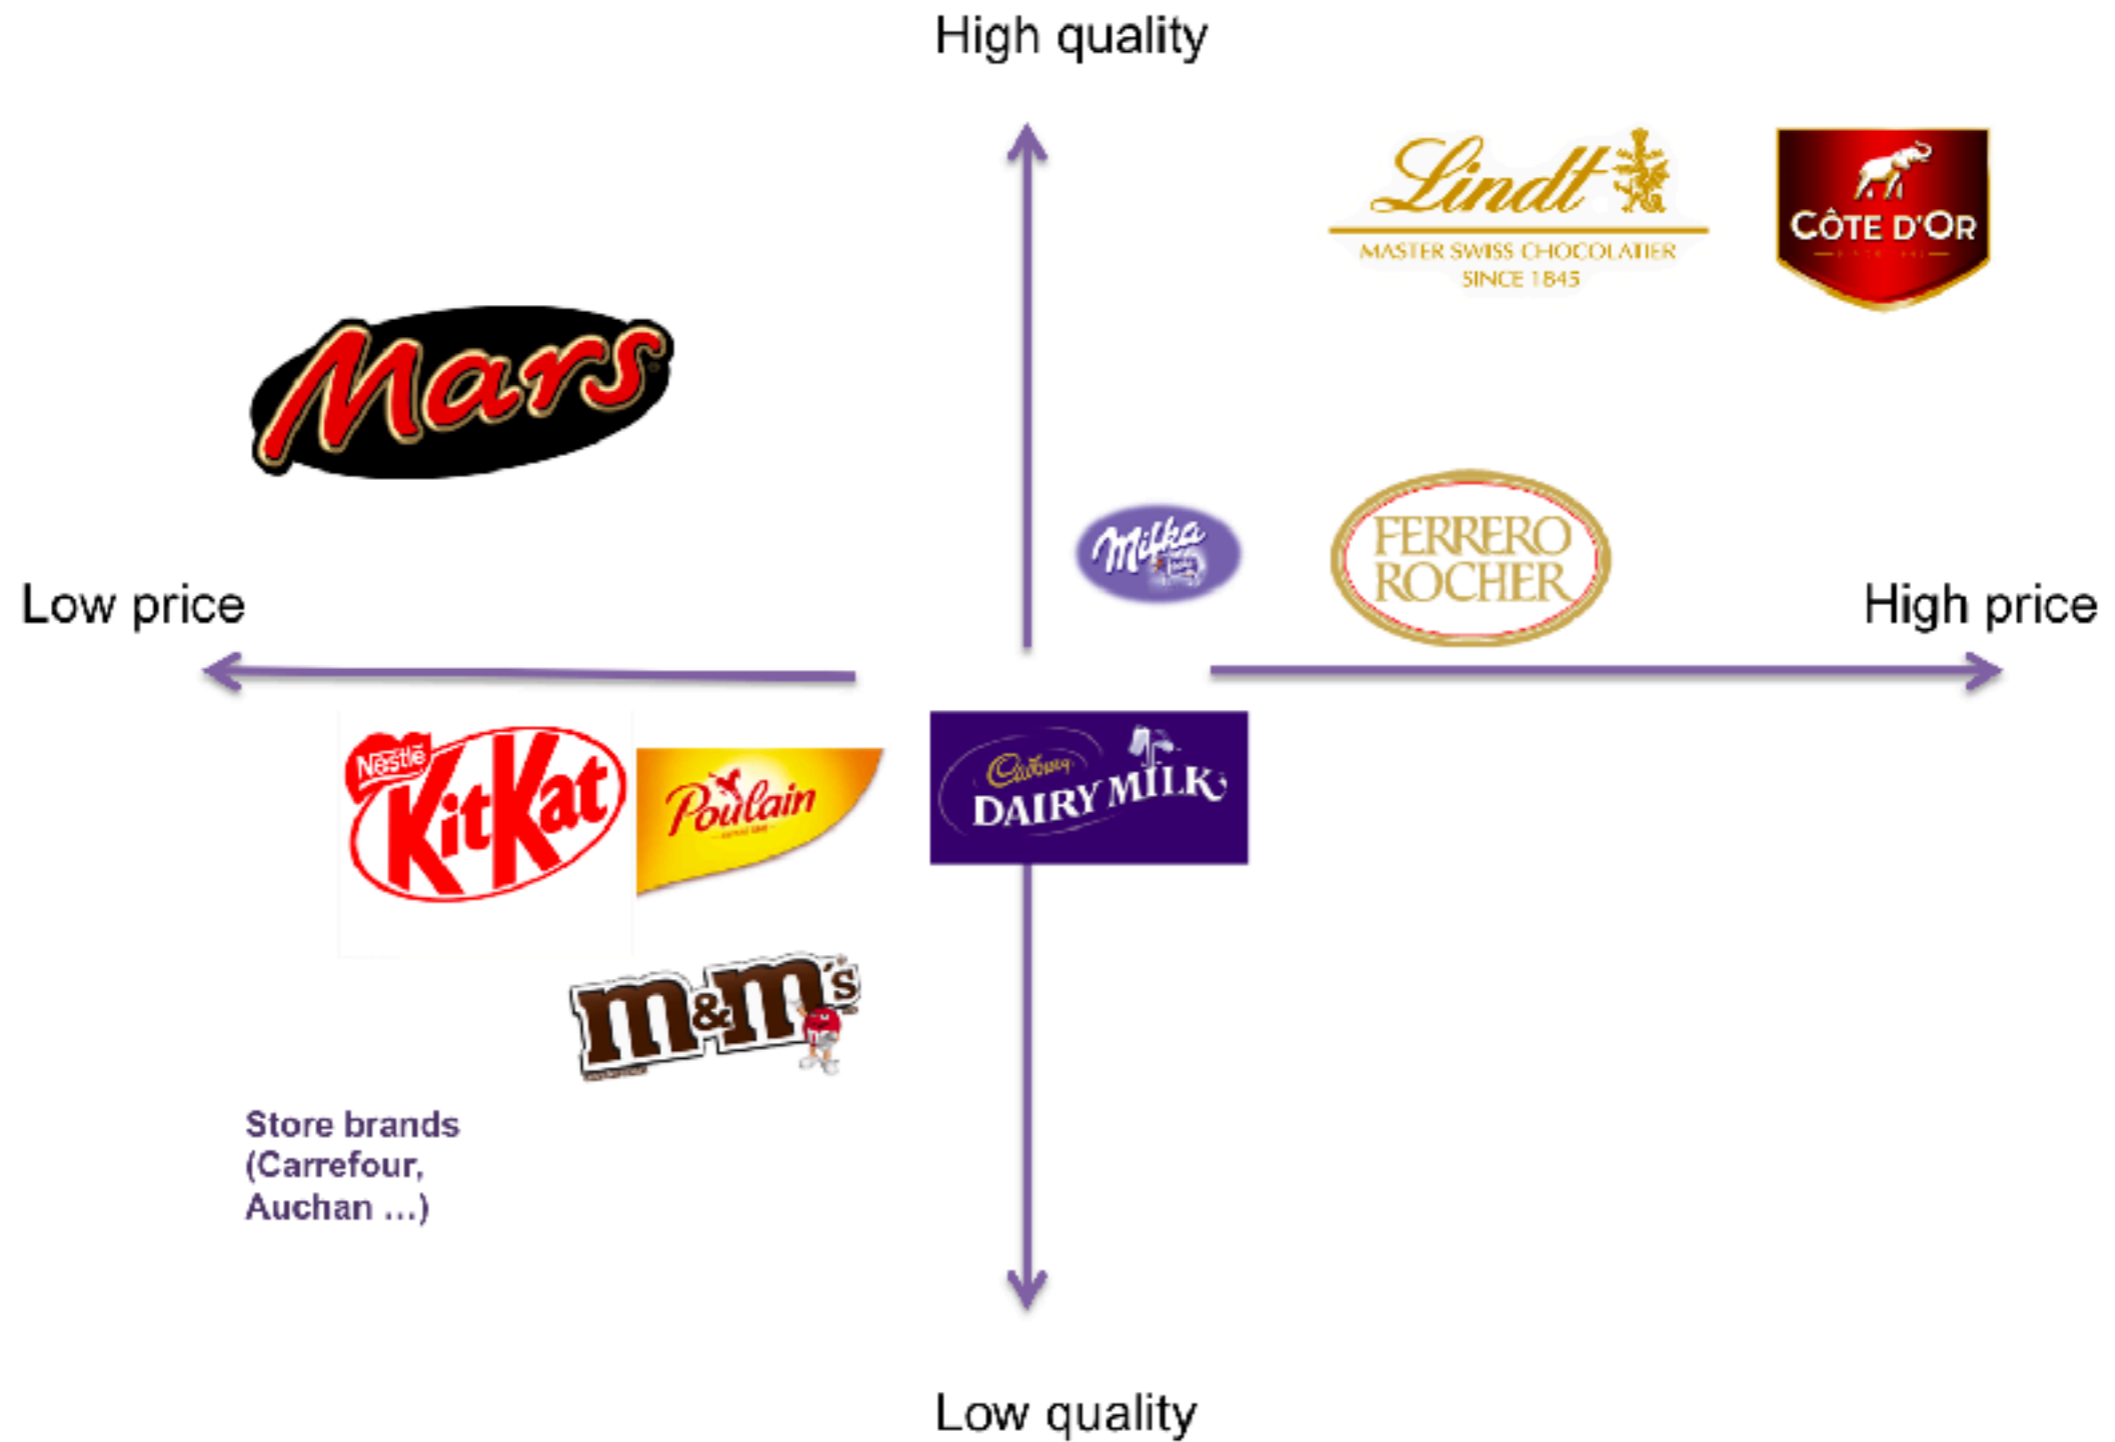 High quality
Lindt
MASTER SWISS CHOCOLATIER
SINCE 1845
CÔTE D'OR
Mars
Milka
FERRERO
ROCHER
Low price
High price
Nestlé
KitKat
Poulain
Cadbury
DAIRY MILK
m&m's
Store brands
(Carrefour,
Auchan ...)
Low quality